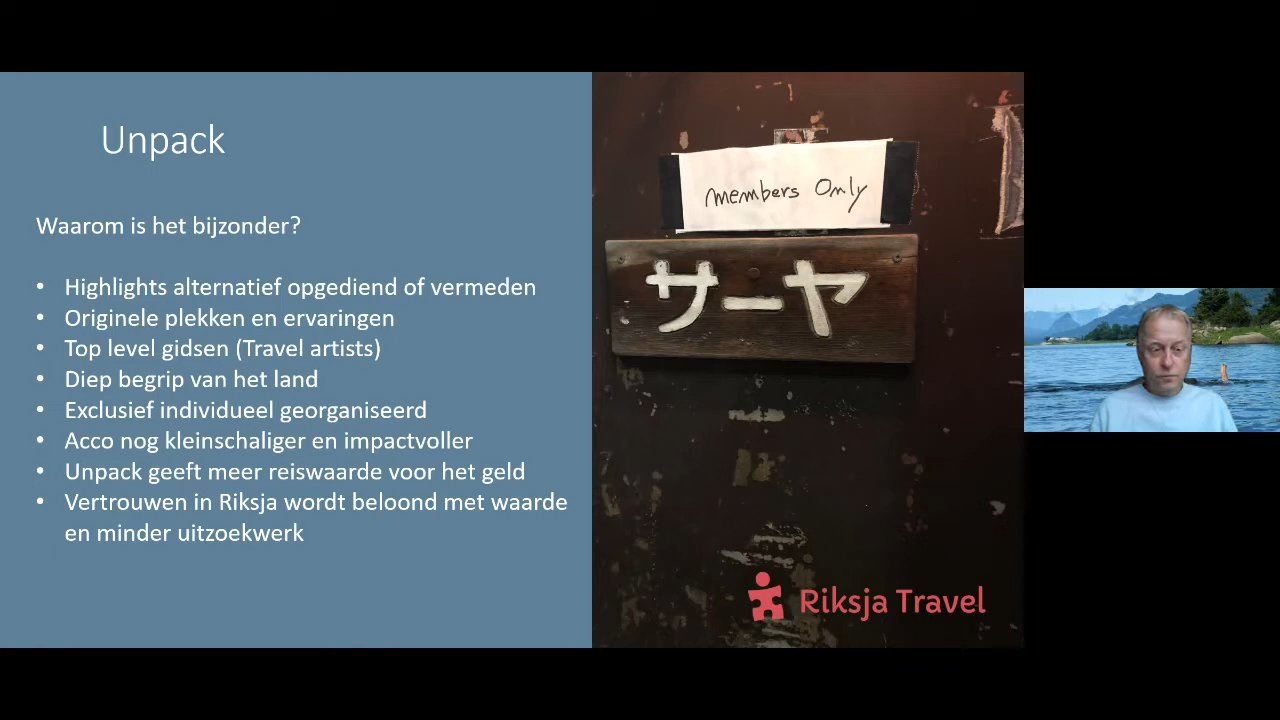 Unpack
Waarom is het bijzonder?
• Highlights alternatief opgediend of vermeden
• Originele plekken en ervaringen
• Top level gidsen (Travel artists)
• Diep begrip van het land
• Exclusief individueel georganiseerd
• Acco nog kleinschaliger en impactvoller
• Unpack geeft meer reiswaarde voor het geld
• Vertrouwen in Riksja wordt beloond met waarde
en minder uitzoekwerk
members Only
サーヤ
Riksja Travel